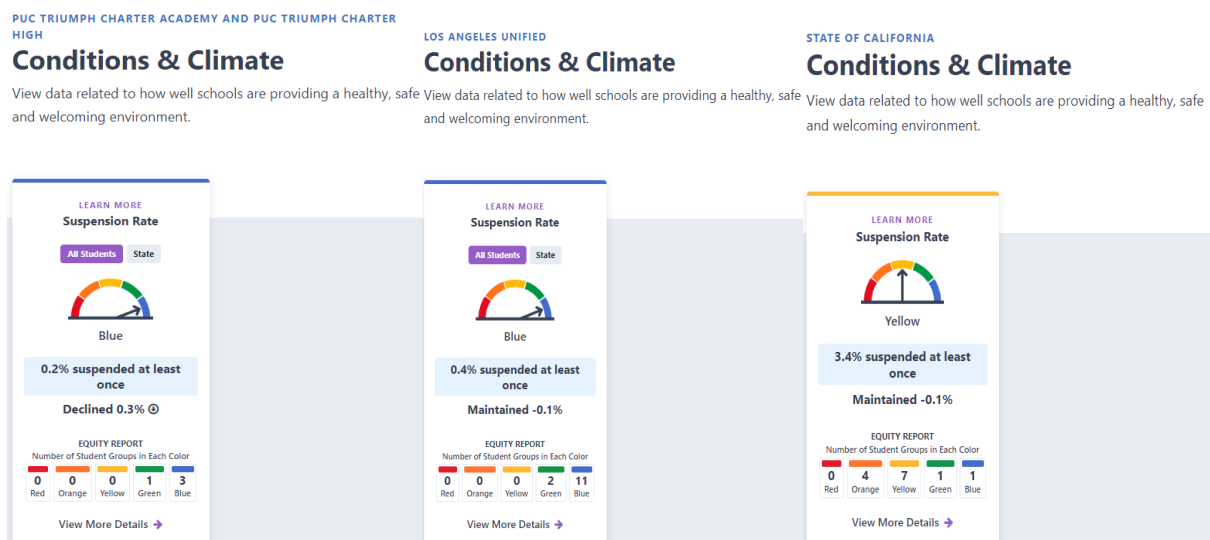 PUC TRIUMPH CHARTER ACADEMY AND PUC TRIUMPH CHARTER
HIGH
Conditions & Climate
View data related to how well schools are providing a healthy, safe
and welcoming environment.
LEARN MORE
Suspension Rate
All Students State
Blue
0.2% suspended at least
once
Declined 0.3%
EQUITY REPORT
Number of Student Groups in Each Color
0 0 0 1 3
Red Orange Yellow Green Blue
View More Details
LOS ANGELES UNIFIED
Conditions & Climate
View data related to how well schools are providing a healthy, safe
and welcoming environment.
LEARN MORE
Suspension Rate
All Students State
Blue
0.4% suspended at least
once
Maintained -0.1%
EQUITY REPORT
Number of Student Groups in Each Color
0 0 0 2 11
Red Orange Yellow Green Blue
View More Details
STATE OF CALIFORNIA
Conditions & Climate
View data related to how well schools are providing a healthy, safe
and welcoming environment.
LEARN MORE
Suspension Rate
Yellow
3.4% suspended at least
once
Maintained -0.1%
EQUITY REPORT
Number of Student Groups in Each Color
0 4 7 1 1
Red Orange Yellow Green Blue
View More Details